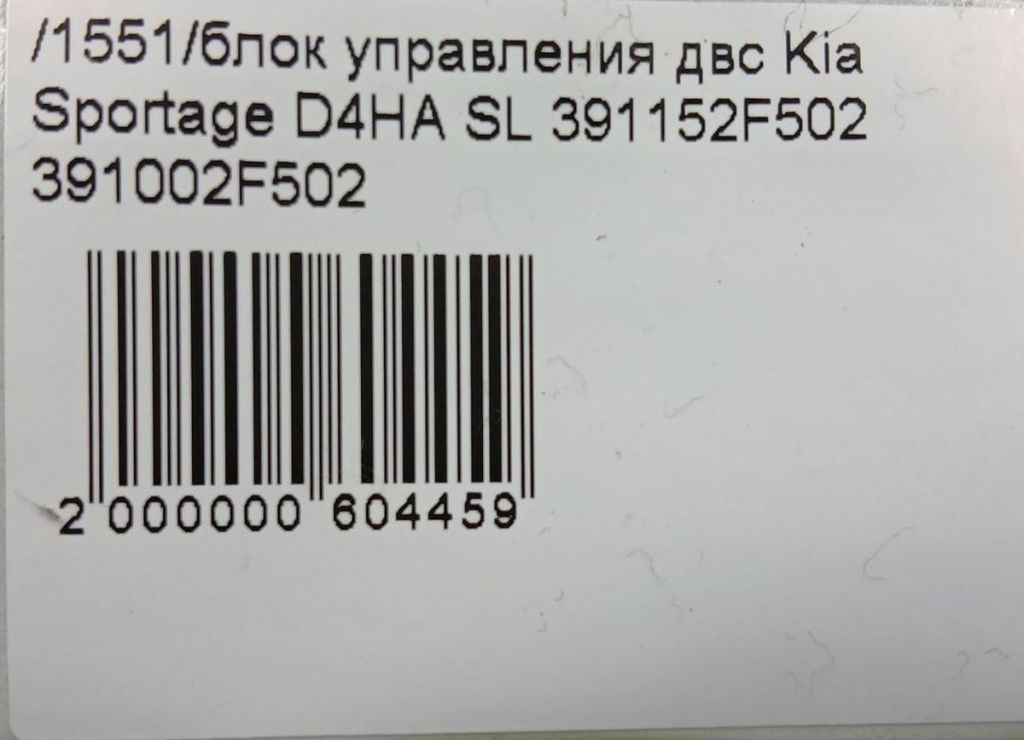 /1551/блок управления двс Kia
Sportage D4HA SL 391152F502
391002F502
2 000000 604459